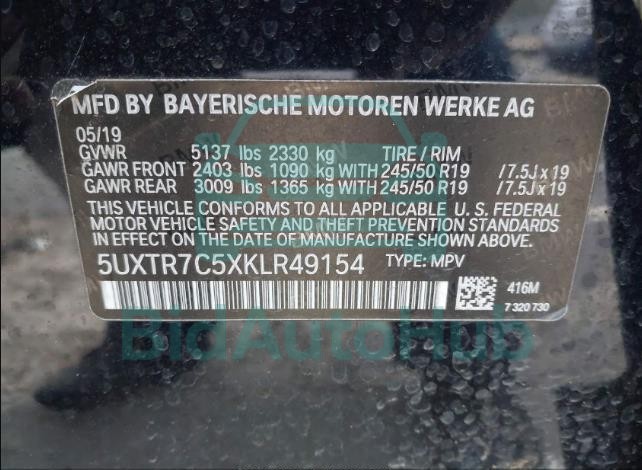 MFD BY BAYERISCHE MOTOREN WERKE AG
05/19
GVWR 5137 lbs 2330 kg TIRE / RIM
GAWR FRONT 2403 lbs 1090 kg WITH 245/50 R19 / 7.5J x 19
GAWR REAR 3009 lbs 1365 kg WITH 245/50 R19 / 7.5J x 19
THIS VEHICLE CONFORMS TO ALL APPLICABLE U. S. FEDERAL
MOTOR VEHICLE SAFETY AND THEFT PREVENTION STANDARDS
IN EFFECT ON THE DATE OF MANUFACTURE SHOWN ABOVE.
5UXTR7C5XKLR49154 TYPE: MPV
416M
7 320 730
BidAutoHub